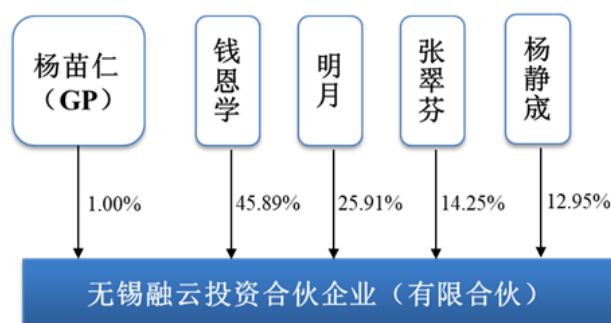 杨苗仁
（GP）
钱恩学
明月
张翠芬
杨静宬
1.00%
45.89%
25.91%
14.25%
12.95%
无锡融云投资合伙企业（有限合伙）